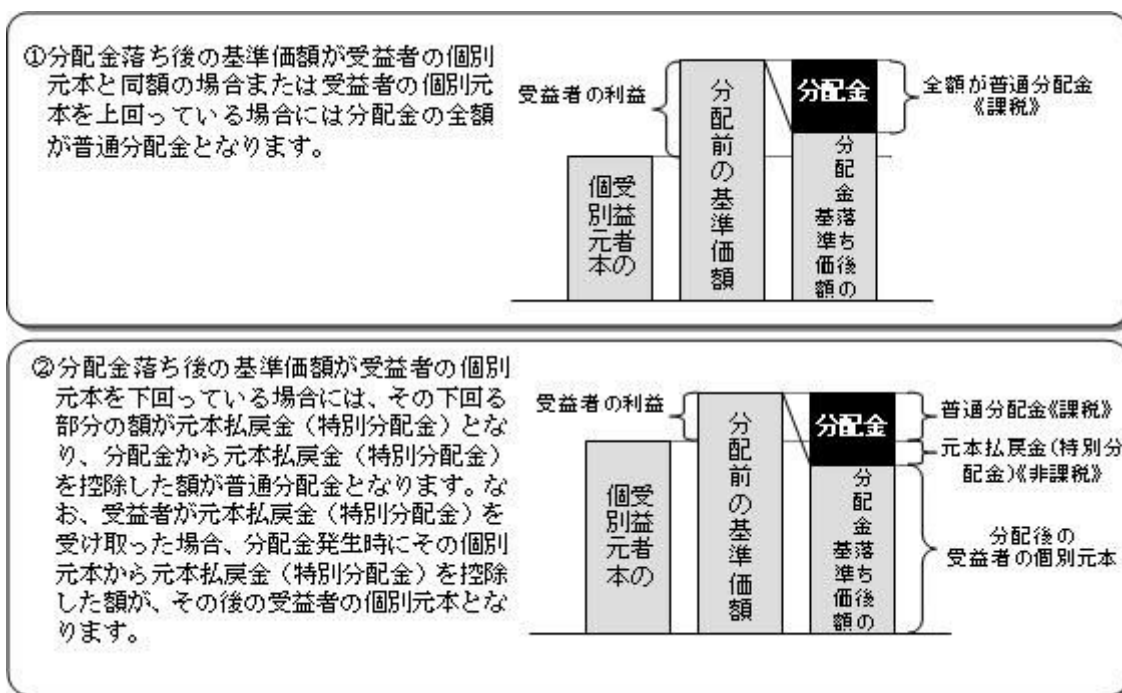 ①分配金落ち後の基準価額が受益者の個別
元本と同額の場合または受益者の個別元
本を上回っている場合には分配金の全額
が普通分配金となります。
受益者の利益
受益者の
個別元本
分配前の基準価額
分配金
分配金落ち後の
基準価額
全額が普通分配金
《課税》
②分配金落ち後の基準価額が受益者の個別
元本を下回っている場合には、その下回る
部分の額が元本払戻金（特別分配金）とな
り、分配金から元本払戻金（特別分配金）
を控除した額が普通分配金となります。な
お、受益者が元本払戻金（特別分配金）を
受け取った場合、分配金発生時にその個別
元本から元本払戻金（特別分配金）を控除
した額が、その後の受益者の個別元本とな
ります。
受益者の利益
受益者の
個別元本
分配前の基準価額
分配金
分配金落ち後の
基準価額
普通分配金《課税》
元本払戻金(特別分
配金)《非課税》
分配後の
受益者の個別元本